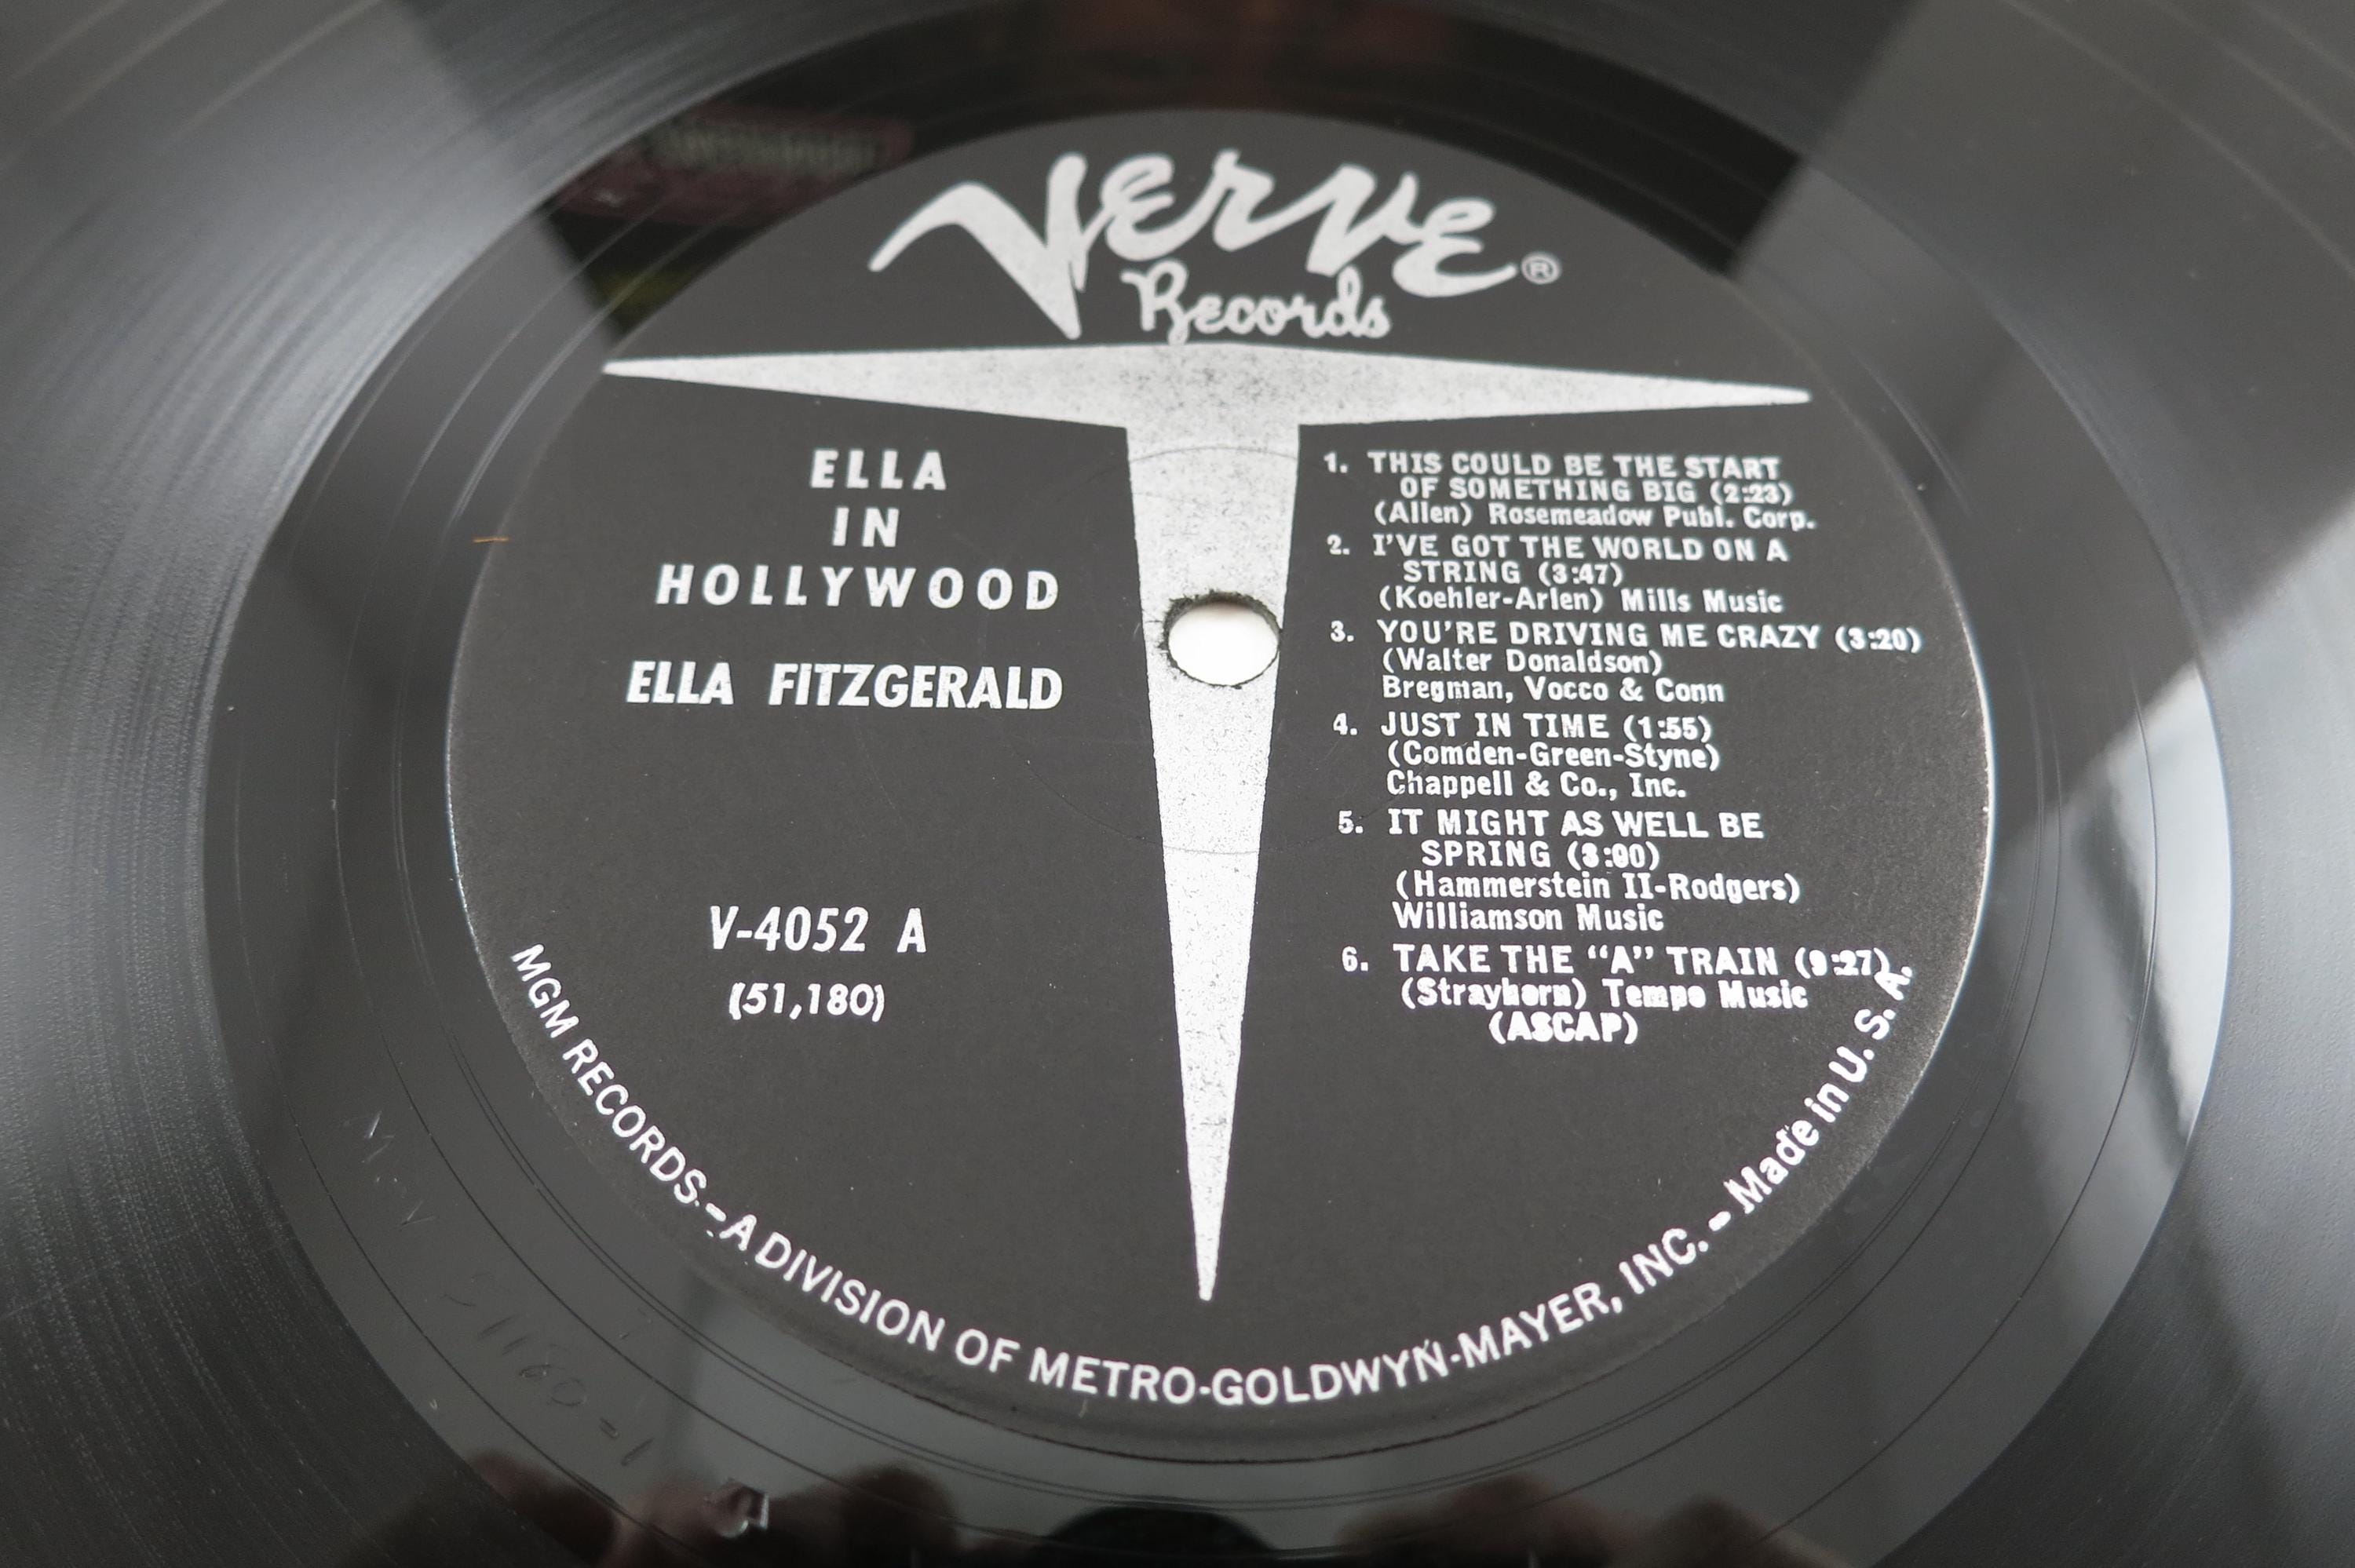 Verve®
Records
ELLA
IN
HOLLYWOOD
ELLA FITZGERALD
V-4052 A
(51,180)
1. THIS COULD BE THE START
OF SOMETHING BIG (2:23)
(Allen) Rosemeadow Publ. Corp.
2. I'VE GOT THE WORLD ON A
STRING (3:47)
(Koehler-Arlen) Mills Music
3. YOU'RE DRIVING ME CRAZY (3:20)
(Walter Donaldson)
Bregman, Vocco & Conn
4. JUST IN TIME (1:55)
(Comden-Green-Styne)
Chappell & Co., Inc.
5. IT MIGHT AS WELL BE
SPRING (3:00)
(Hammerstein II-Rodgers)
Williamson Music
6. TAKE THE “A” TRAIN (9:27)
(Strayhorn) Tempo Music
(ASCAP)
MGM RECORDS-A DIVISION OF METRO-GOLDWYN-MAYER, INC. - Made in U. S. A.